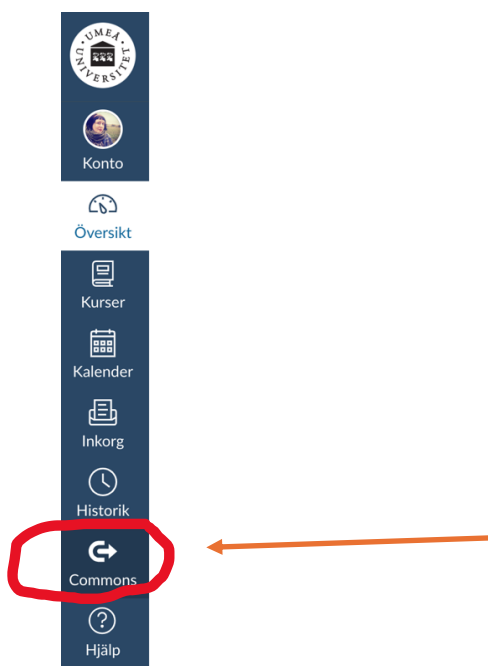 UMEÅ
UNIVERSITET
Konto
Översikt
Kurser
Kalender
Inkorg
Historik
Commons
Hjälp